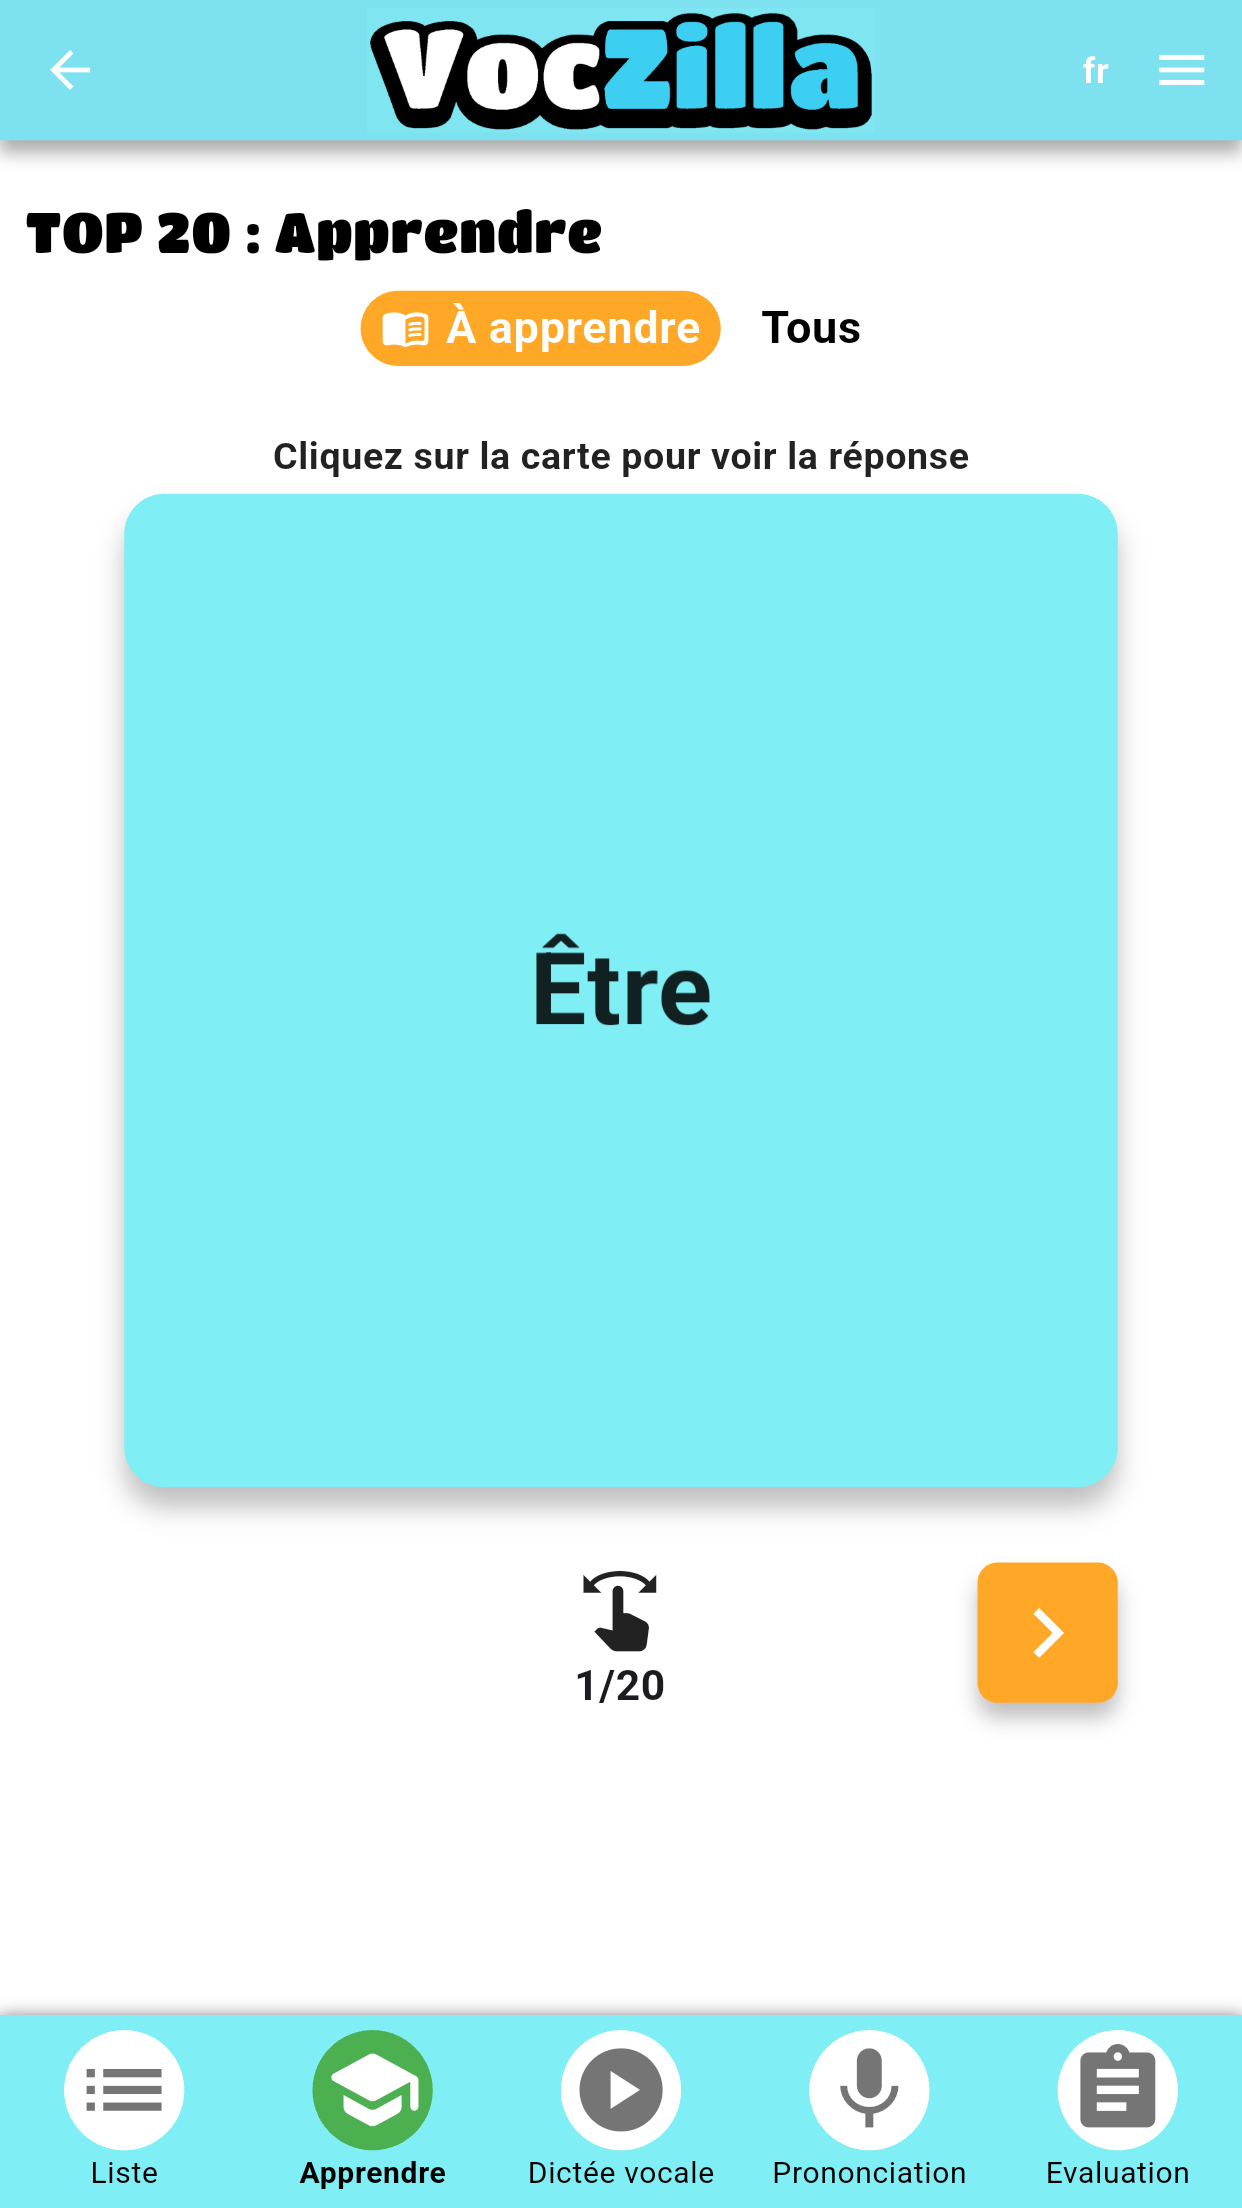 VocZilla
fr
TOP 20 : Apprendre
À apprendre
Tous
Cliquez sur la carte pour voir la réponse
Être
1/20
Liste
Apprendre
Dictée vocale
Prononciation
Evaluation